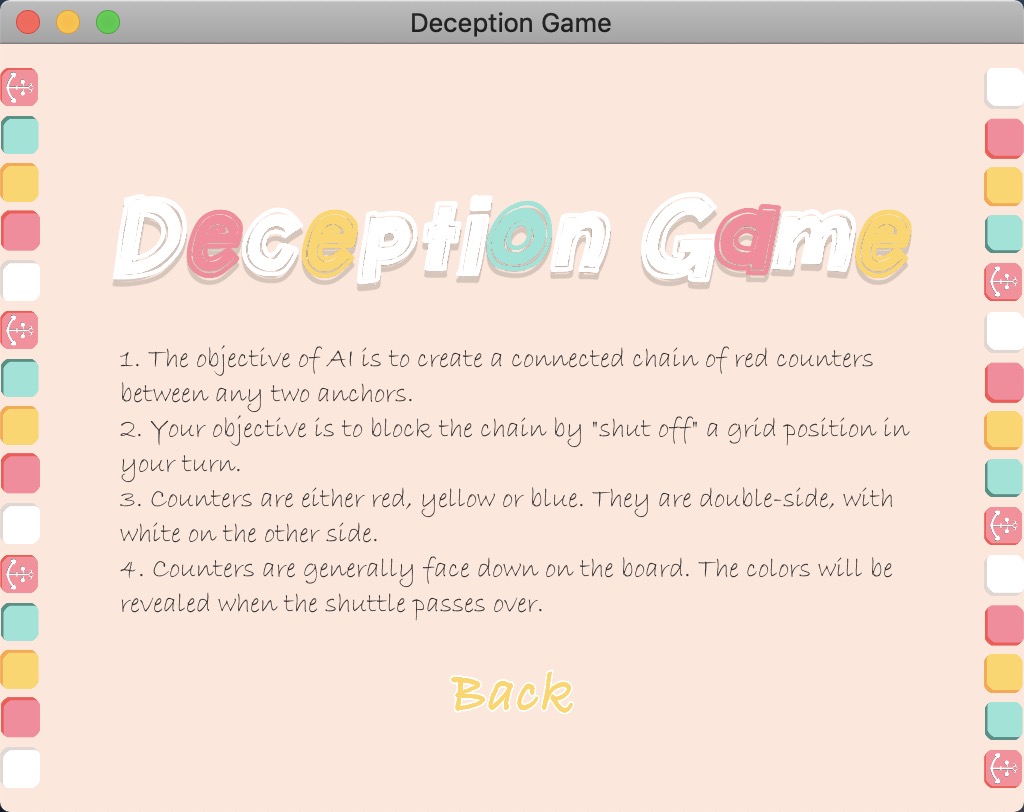 Deception Game
Deception Game
1. The objective of AI is to create a connected chain of red counters
between any two anchors.
2. Your objective is to block the chain by "shut off" a grid position in
your turn.
3. Counters are either red, yellow or blue. They are double-side, with
white on the other side.
4. Counters are generally face down on the board. The colors will be
revealed when the shuttle passes over.
Back